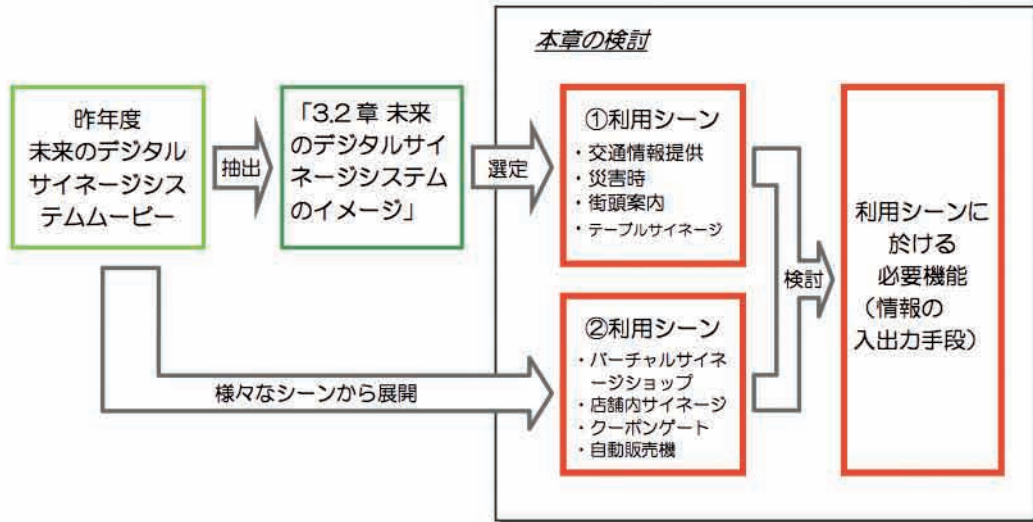 本章の検討
昨年度
未来のデジタル
サイネージシス
テムムービー
抽出
「3.2章 未来
のデジタルサイ
ネージシステム
のイメージ」
選定
①利用シーン
・交通情報提供
・災害時
・街頭案内
・テーブルサイネージ
②利用シーン
・バーチャルサイネ
ージショップ
・店舗内サイネージ
・クーポンゲート
・自動販売機
様々なシーンから展開
検討
利用シーンに
於ける
必要機能
（情報の
入出力手段）